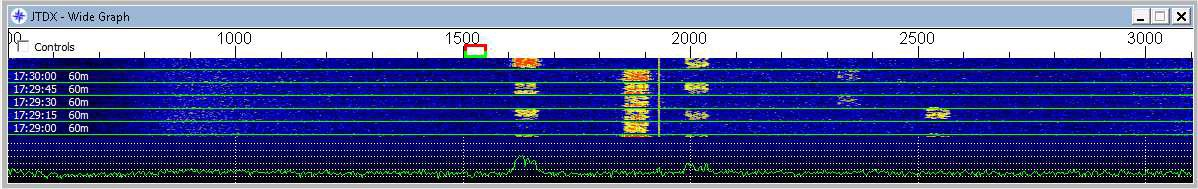 JTDX - Wide Graph
00 1000 1500 2000 2500 3000
Controls
17:30:00 60m
17:29:45 60m
17:29:30 60m
17:29:15 60m
17:29:00 60m